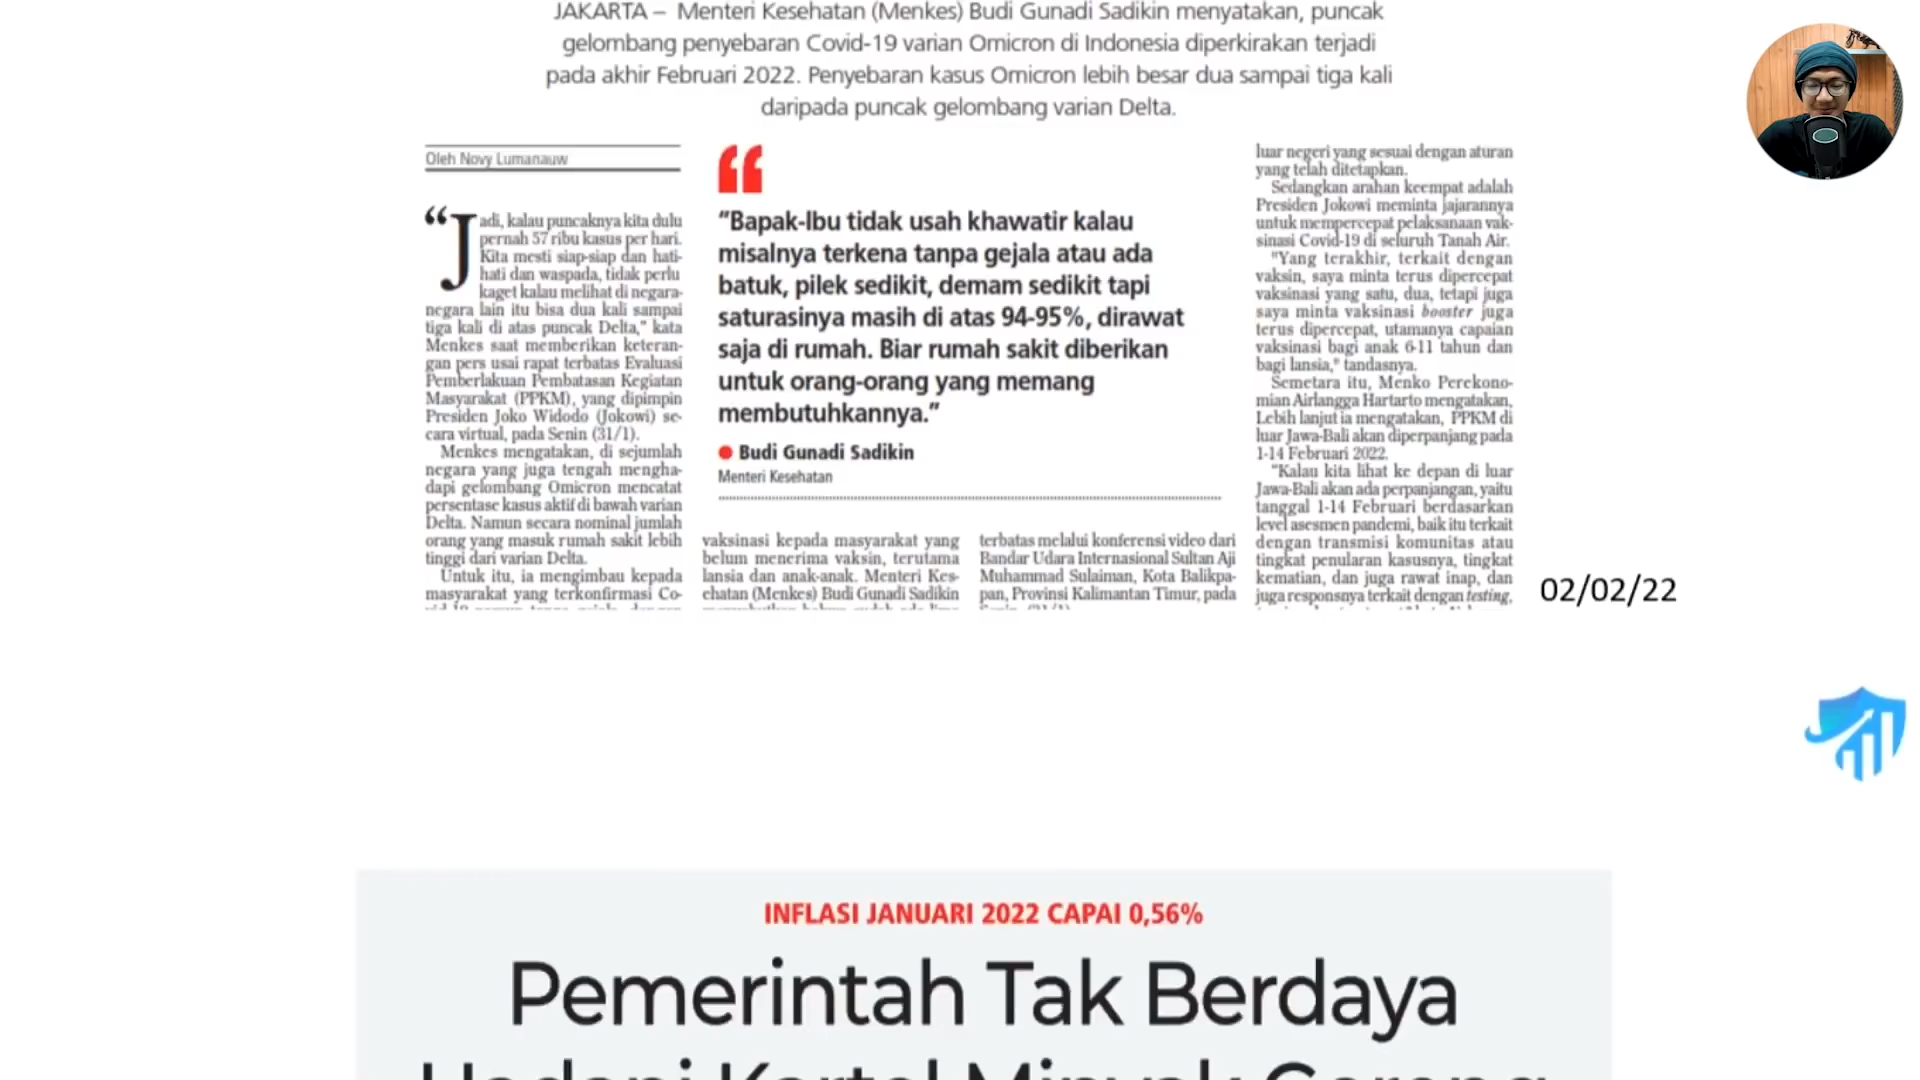 JAKARTA – Menteri Kesehatan (Menkes) Budi Gunadi Sadikin menyatakan, puncak
gelombang penyebaran Covid-19 varian Omicron di Indonesia diperkirakan terjadi
pada akhir Februari 2022. Penyebaran kasus Omicron lebih besar dua sampai tiga kali
daripada puncak gelombang varian Delta.
Oleh Novy Lumanauw
“Jadi, kalau puncaknya kita dulu
pernah 57 ribu kasus per hari.
Kita mesti siap-siap dan hati-
hati dan waspada, tidak perlu
kaget kalau melihat di negara-
negara lain itu bisa dua kali sampai
tiga kali di atas puncak Delta,” kata
Menkes saat memberikan keteran-
gan pers usai rapat terbatas Evaluasi
Pemberlakuan Pembatasan Kegiatan
Masyarakat (PPKM), yang dipimpin
Presiden Joko Widodo (Jokowi) se-
cara virtual, pada Senin (31/1).
Menkes mengatakan, di sejumlah
negara yang juga tengah mengha-
dapi gelombang Omicron mencatat
persentase kasus aktif di bawah varian
Delta. Namun secara nominal jumlah
orang yang masuk rumah sakit lebih
tinggi dari varian Delta.
Untuk itu, ia mengimbau kepada
masyarakat yang terkonfirmasi Co-
“Bapak-Ibu tidak usah khawatir kalau
misalnya terkena tanpa gejala atau ada
batuk, pilek sedikit, demam sedikit tapi
saturasinya masih di atas 94-95%, dirawat
saja di rumah. Biar rumah sakit diberikan
untuk orang-orang yang memang
membutuhkannya.”
Budi Gunadi Sadikin
Menteri Kesehatan
vaksinasi kepada masyarakat yang
belum menerima vaksin, terutama
lansia dan anak-anak. Menteri Kes-
ehatan (Menkes) Budi Gunadi Sadikin
terbatas melalui konferensi video dari
Bandar Udara Internasional Sultan Aji
Muhammad Sulaiman, Kota Balikpa-
pan, Provinsi Kalimantan Timur, pada
luar negeri yang sesuai dengan aturan
yang telah ditetapkan.
Sedangkan arahan keempat adalah
Presiden Jokowi meminta jajarannya
untuk mempercepat pelaksanaan vak-
sinasi Covid-19 di seluruh Tanah Air.
“Yang terakhir, terkait dengan
vaksin, saya minta terus dipercepat
vaksinasi yang satu, dua, tetapi juga
saya minta vaksinasi booster juga
terus dipercepat, utamanya capaian
vaksinasi bagi anak 6-11 tahun dan
bagi lansia,” tandasnya.
Semetara itu, Menko Perekono-
mian Airlangga Hartarto mengatakan,
Lebih lanjut ia mengatakan, PPKM di
luar Jawa-Bali akan diperpanjang pada
1-14 Februari 2022.
“Kalau kita lihat ke depan di luar
Jawa-Bali akan ada perpanjangan, yaitu
tanggal 1-14 Februari berdasarkan
level asesmen pandemi, baik itu terkait
dengan transmisi komunitas atau
tingkat penularan kasusnya, tingkat
kematian, dan juga rawat inap, dan
juga responsnya terkait dengan testing,
02/02/22
INFLASI JANUARI 2022 CAPAI 0,56%
Pemerintah Tak Berdaya